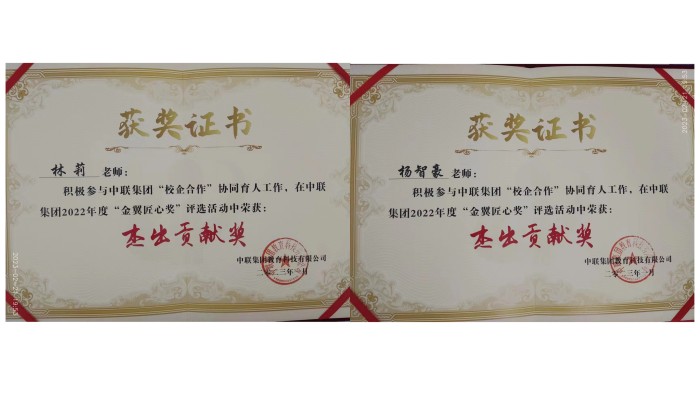 获奖证书
林莉 老师：
积极参与中联集团“校企合作”协同育人工作，在中联
集团2022年度“金翼匠心奖”评选活动中荣获：
杰出贡献奖
中联集团教育科技有限公司
二〇二三年一月
获奖证书
杨智豪 老师：
积极参与中联集团“校企合作”协同育人工作，在中联
集团2022年度“金翼匠心奖”评选活动中荣获：
杰出贡献奖
中联集团教育科技有限公司
二〇二三年一月